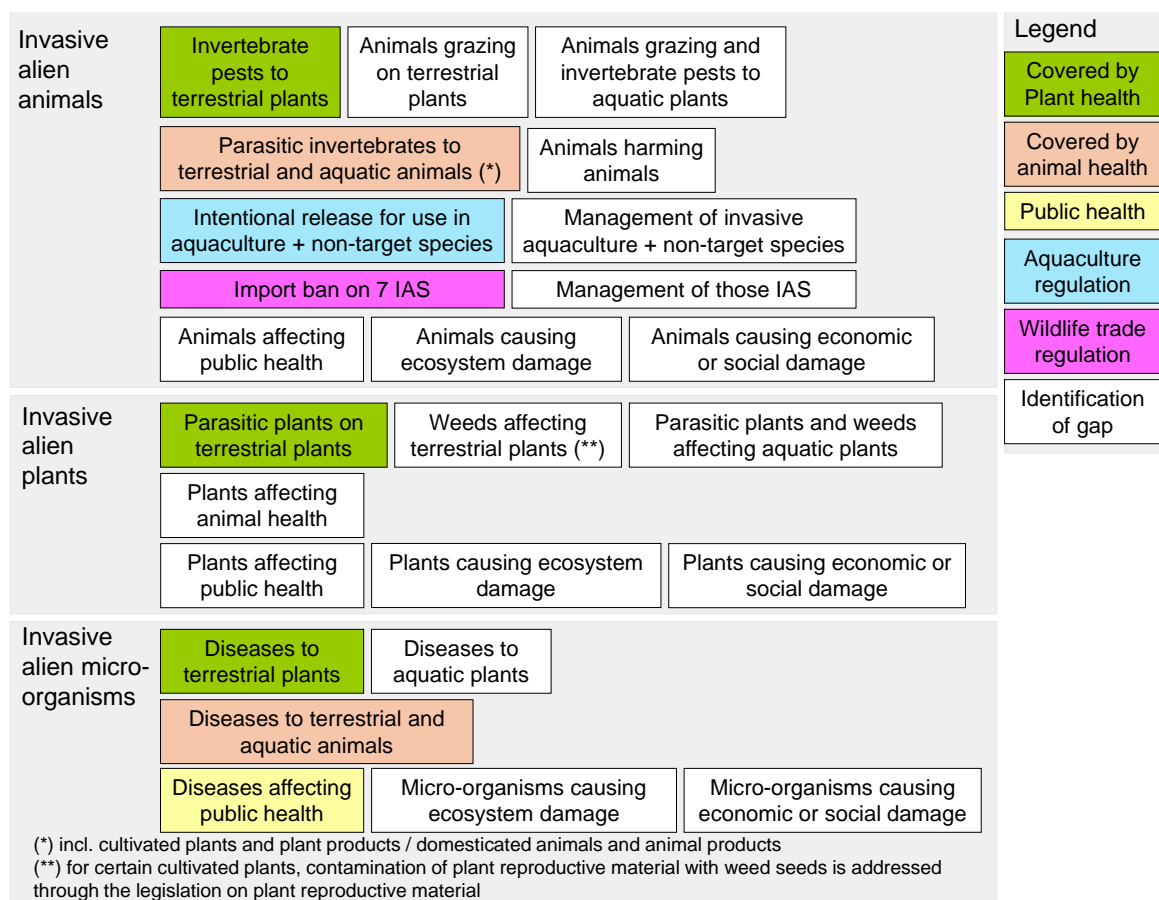 Invasive
alien
animals
Invertebrate
pests to
terrestrial plants
Animals grazing
on terrestrial
plants
Animals grazing and
invertebrate pests to
aquatic plants
Parasitic invertebrates to
terrestrial and aquatic animals (*)
Animals harming
animals
Intentional release for use in
aquaculture + non-target species
Management of invasive
aquaculture + non-target species
Import ban on 7 IAS
Management of those IAS
Animals affecting
public health
Animals causing
ecosystem damage
Animals causing economic
or social damage
Invasive
alien
plants
Parasitic plants on
terrestrial plants
Weeds affecting
terrestrial plants (**)
Parasitic plants and weeds
affecting aquatic plants
Plants affecting
animal health
Plants affecting
public health
Plants causing ecosystem
damage
Plants causing economic or
social damage
Invasive
alien micro-
organisms
Diseases to
terrestrial plants
Diseases to
aquatic plants
Diseases to terrestrial and
aquatic animals
Diseases affecting
public health
Micro-organisms causing
ecosystem damage
Micro-organisms causing
economic or social damage
(*) incl. cultivated plants and plant products / domesticated animals and animal products
(**) for certain cultivated plants, contamination of plant reproductive material with weed seeds is addressed
through the legislation on plant reproductive material
Legend
Covered by
Plant health
Covered by
animal health
Public health
Aquaculture
regulation
Wildlife trade
regulation
Identification
of gap